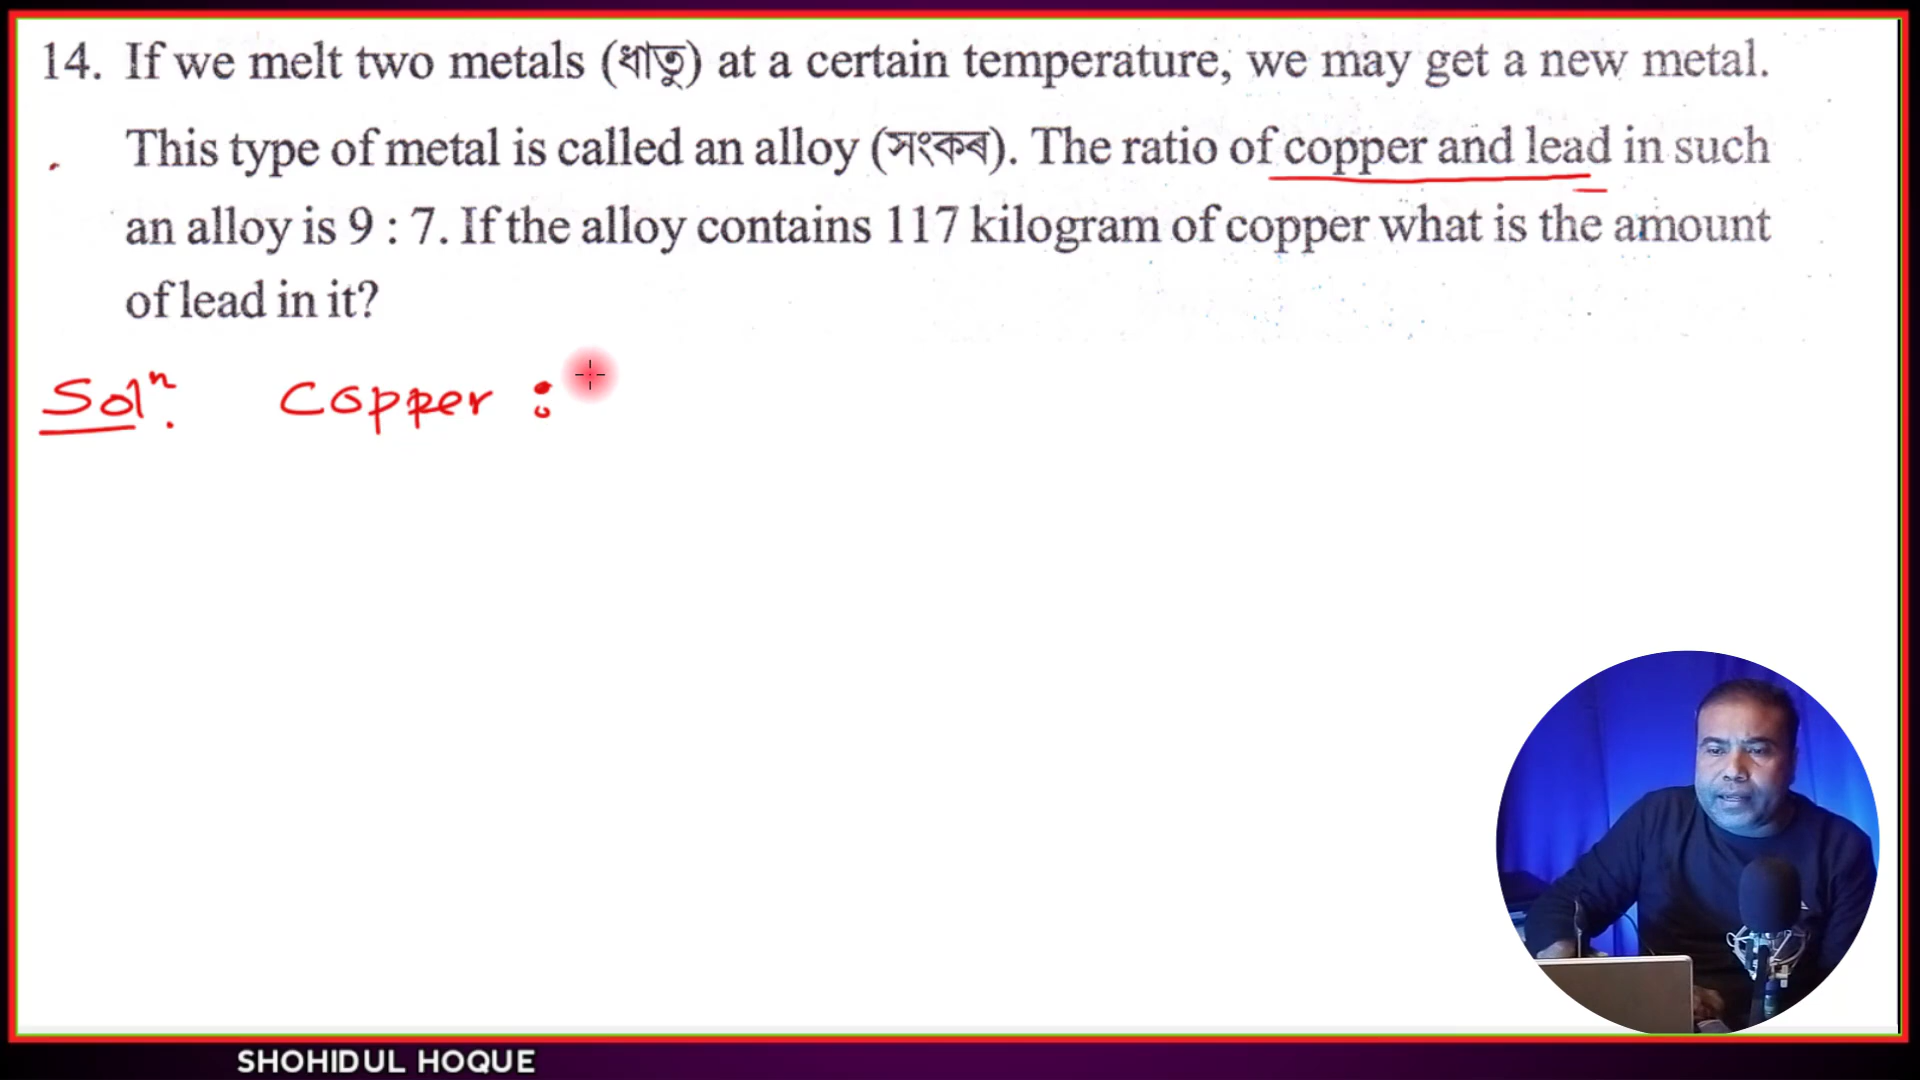 14. If we melt two metals (ধাতু) at a certain temperature, we may get a new metal.
This type of metal is called an alloy (সংকৰ). The ratio of copper and lead in such
an alloy is 9 : 7. If the alloy contains 117 kilogram of copper what is the amount
of lead in it?
Solⁿ. Copper :
SHOHIDUL HOQUE